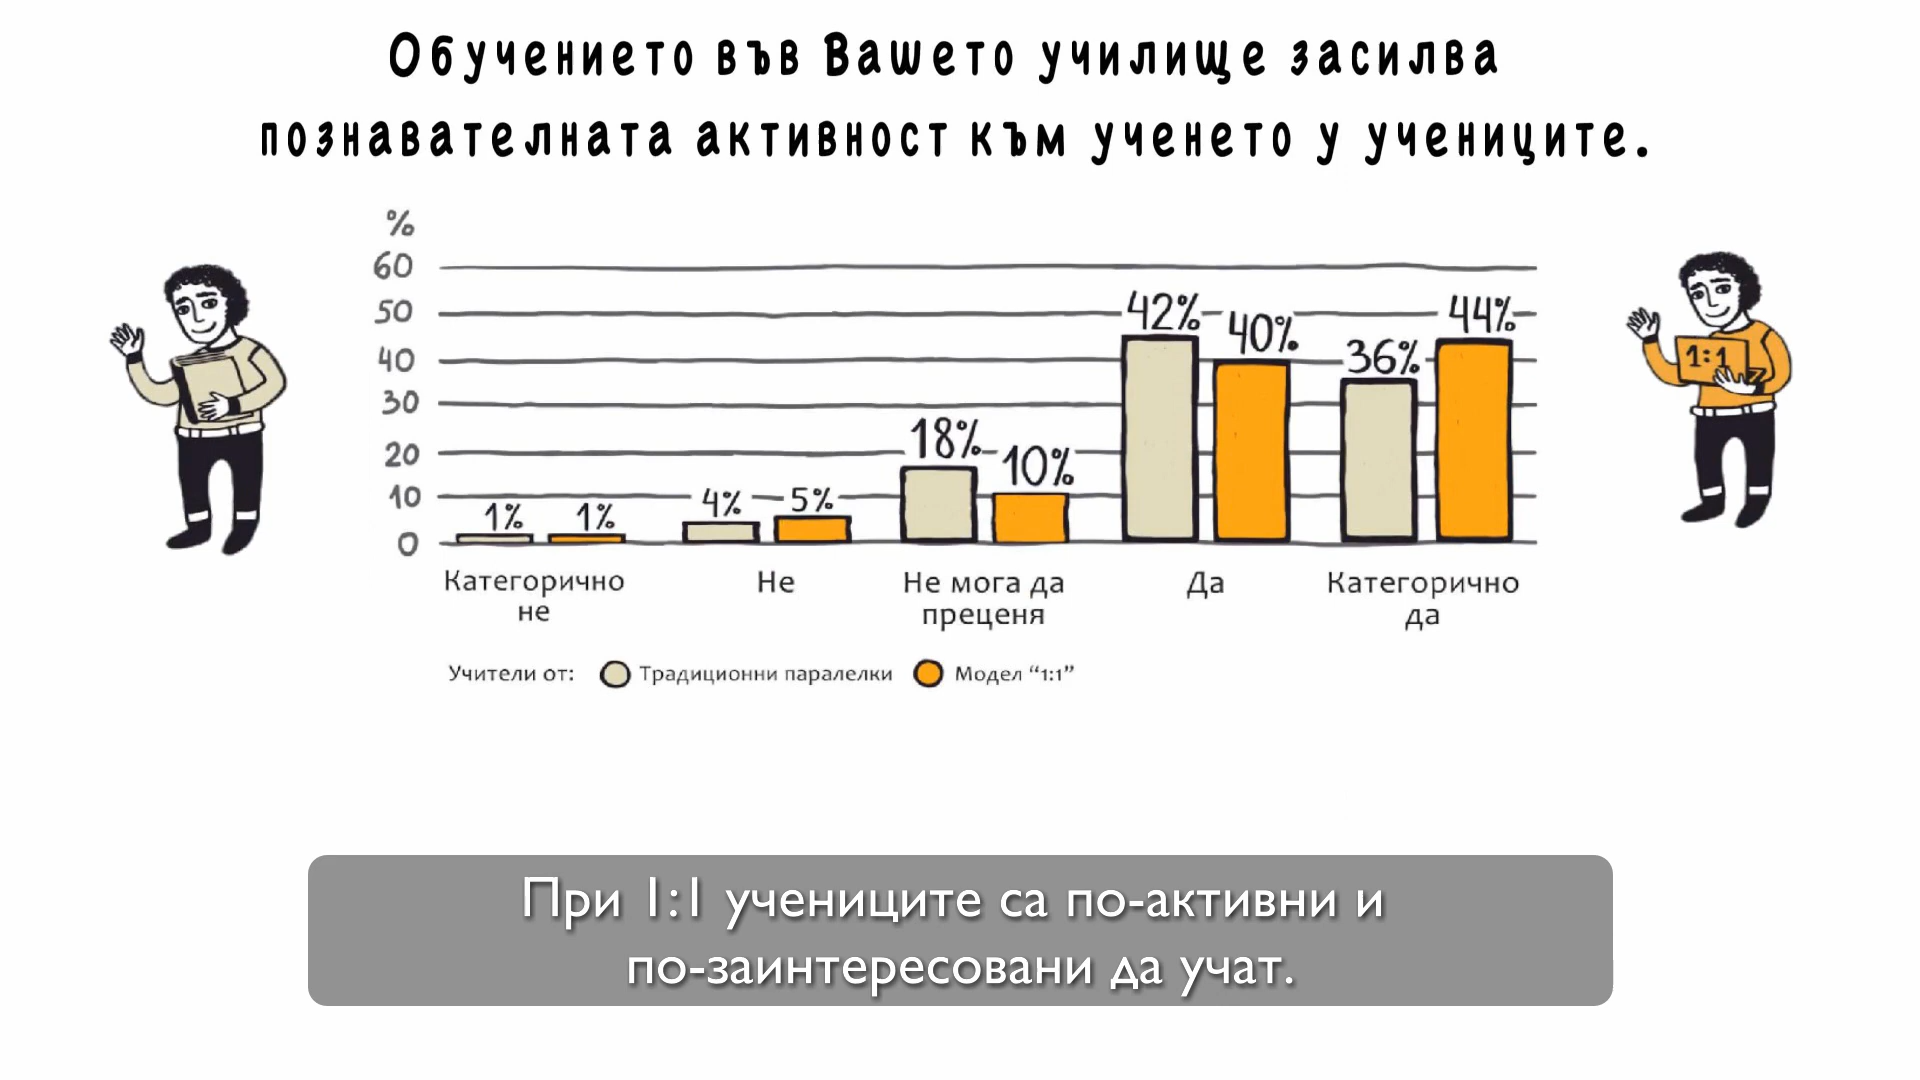 Обучението във Вашето училище засилва
познавателната активност към ученето у учениците.
%
60
50
40
30
20
10
0
1%
1%
4%
5%
18%
10%
42%
40%
36%
44%
1:1
Категорично
не
Не
Не мога да
преценя
Да
Категорично
да
Учители от: Традиционни паралелки Модел “1:1”
При 1:1 учениците са по-активни и
по-заинтересовани да учат.